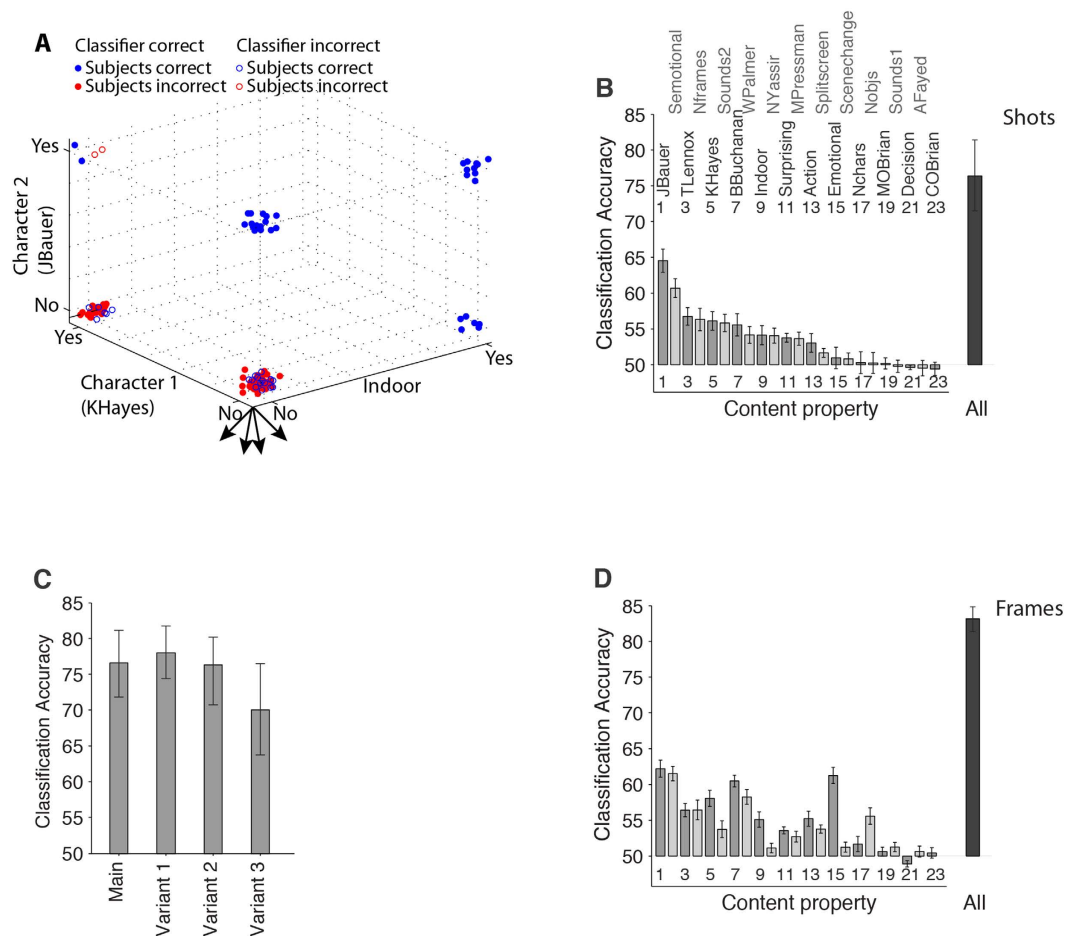 A
Classifier correct
Classifier incorrect
Subjects correct
Subjects correct
Subjects incorrect
Subjects incorrect
Yes
Character 2
(JBauer)
No
Yes
Character 1
(KHayes)
No
No
Indoor
Yes
B
Semotional
Nframes
Sounds2
WPalmer
NYassir
MPressman
Splitscreen
Scenechange
Nobjs
Sounds1
AFayed
Shots
JBauer
TLennox
KHayes
BBuchanan
Indoor
Surprising
Action
Emotional
Nchars
MOBrian
Decision
COBrian
1 3 5 7 9 11 13 15 17 19 21 23
Classification Accuracy
85
80
75
70
65
60
55
50
1 3 5 7 9 11 13 15 17 19 21 23
Content property
All
C
Classification Accuracy
85
80
75
70
65
60
55
50
Main
Variant 1
Variant 2
Variant 3
D
Frames
Classification Accuracy
85
80
75
70
65
60
55
50
1 3 5 7 9 11 13 15 17 19 21 23
Content property
All